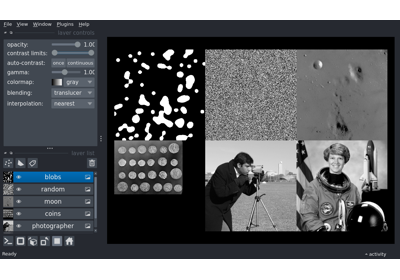 File View Window Plugins Help
layer controls
opacity: 1.00
contrast limits:
auto-contrast: once continuous
gamma: 1.00
colormap: gray
blending: translucer
interpolation: nearest
layer list
blobs
random
moon
coins
photographer
Ready
activity